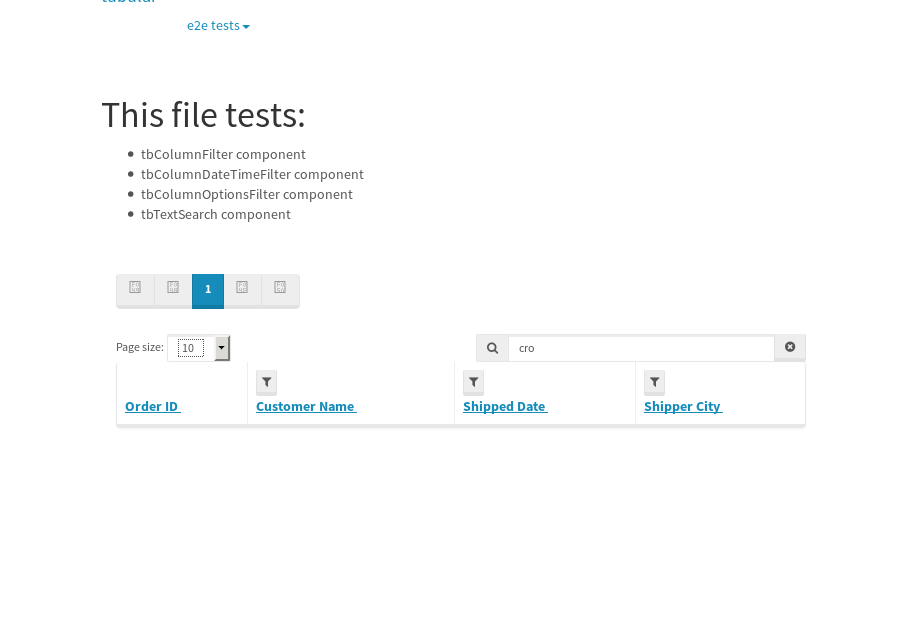 e2e tests
This file tests:
tbColumnFilter component
tbColumnDateTimeFilter component
tbColumnOptionsFilter component
tbTextSearch component
1
Page size: 10 cro
Order ID Customer Name Shipped Date Shipper City